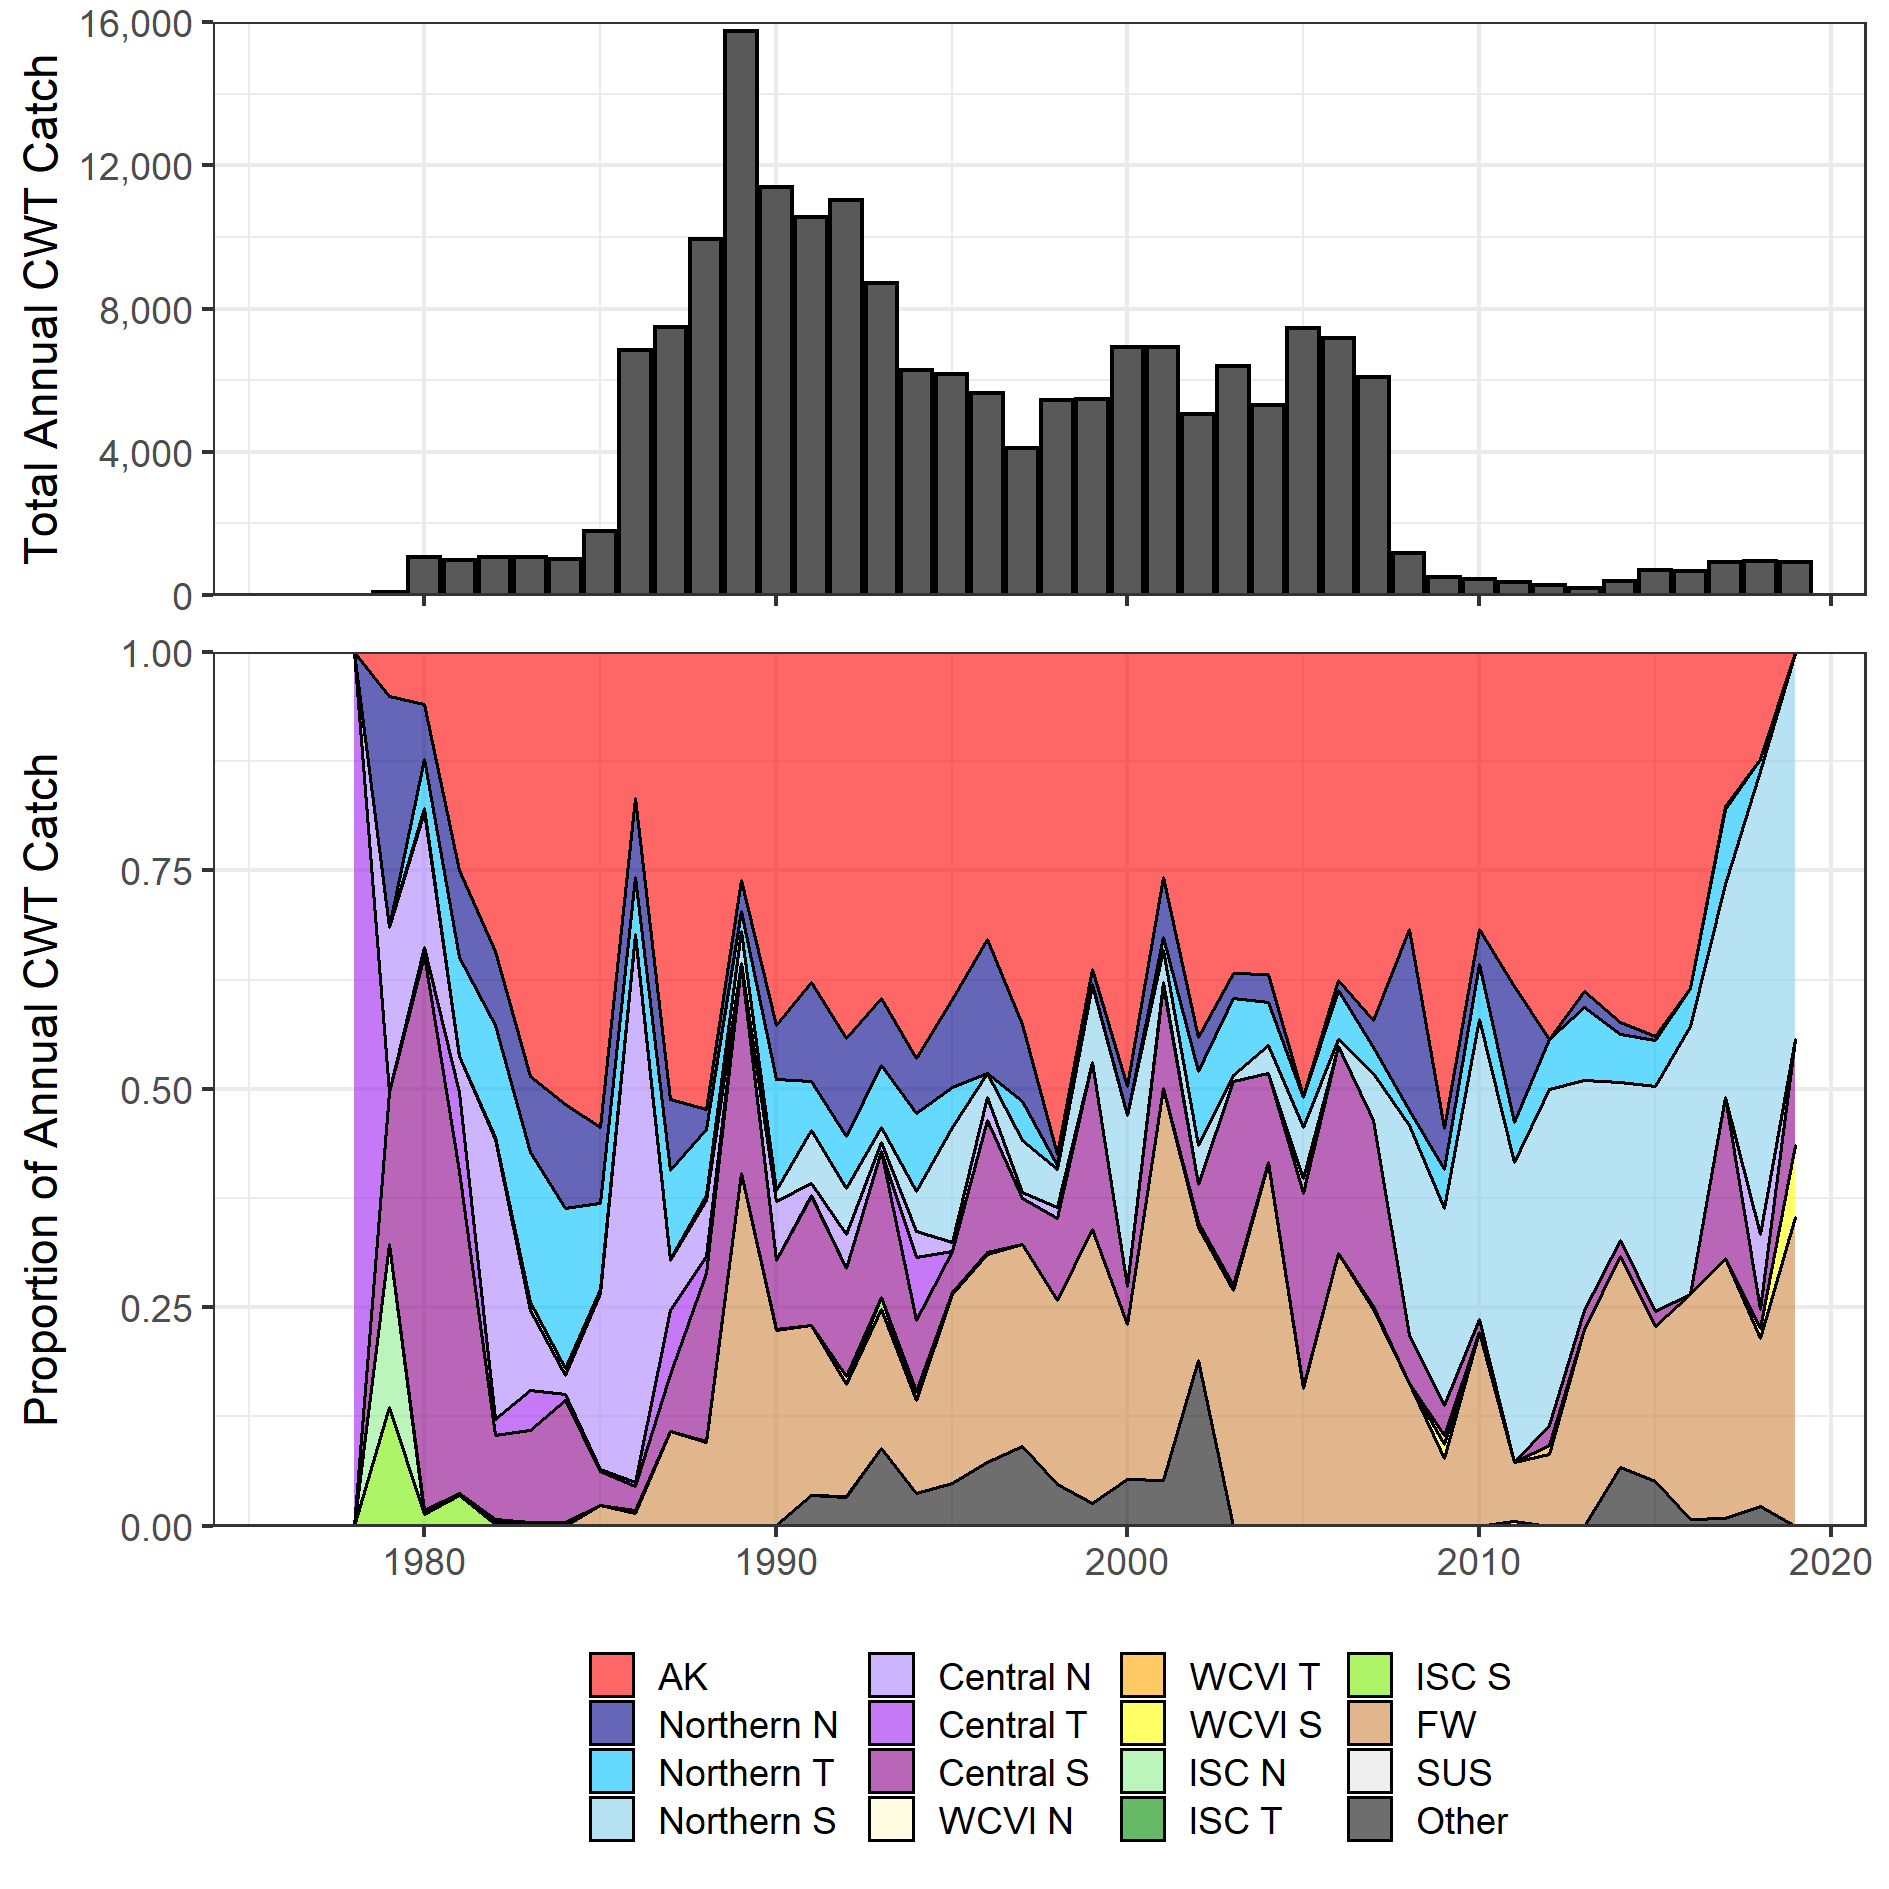 Total Annual CWT Catch
16,000
12,000
8,000
4,000
0
Proportion of Annual CWT Catch
1.00
0.75
0.50
0.25
0.00
1980 1990 2000 2010 2020
AK Central N WCVI T ISC S
Northern N Central T WCVI S FW
Northern T Central S ISC N SUS
Northern S WCVI N ISC T Other